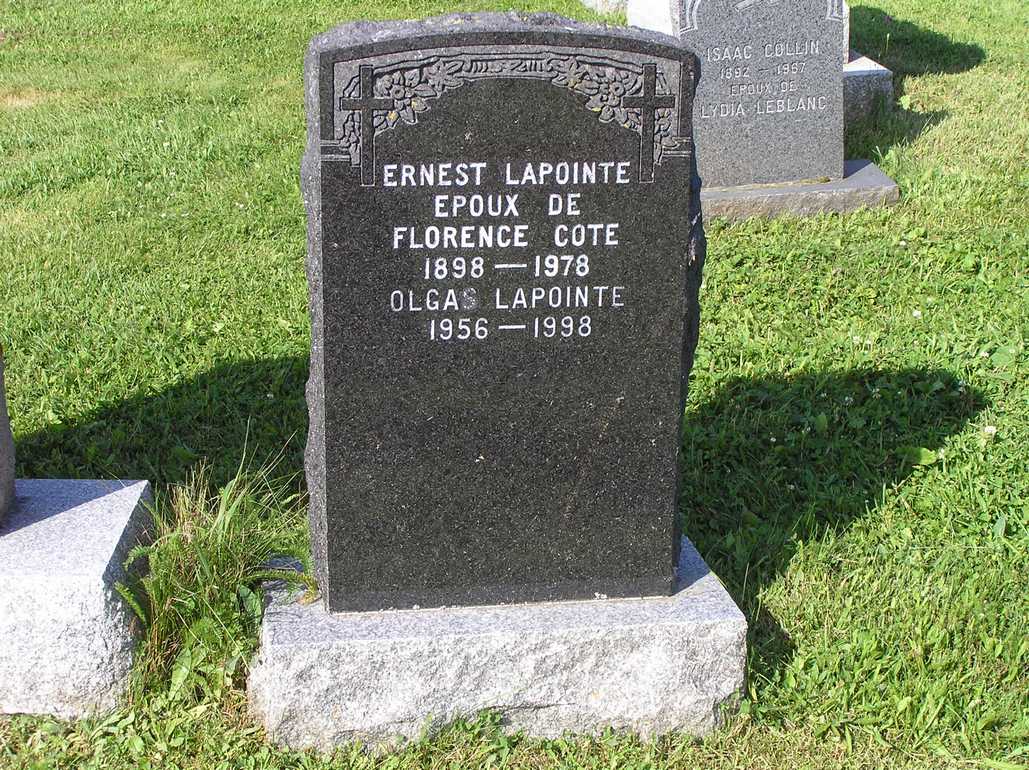 ERNEST LAPOINTE
EPOUX DE
FLORENCE COTE
1898 — 1978
OLGAS LAPOINTE
1956 — 1998
ISAAC COLLIN
1892 — 1967
EPOUX DE
LYDIA LEBLANC